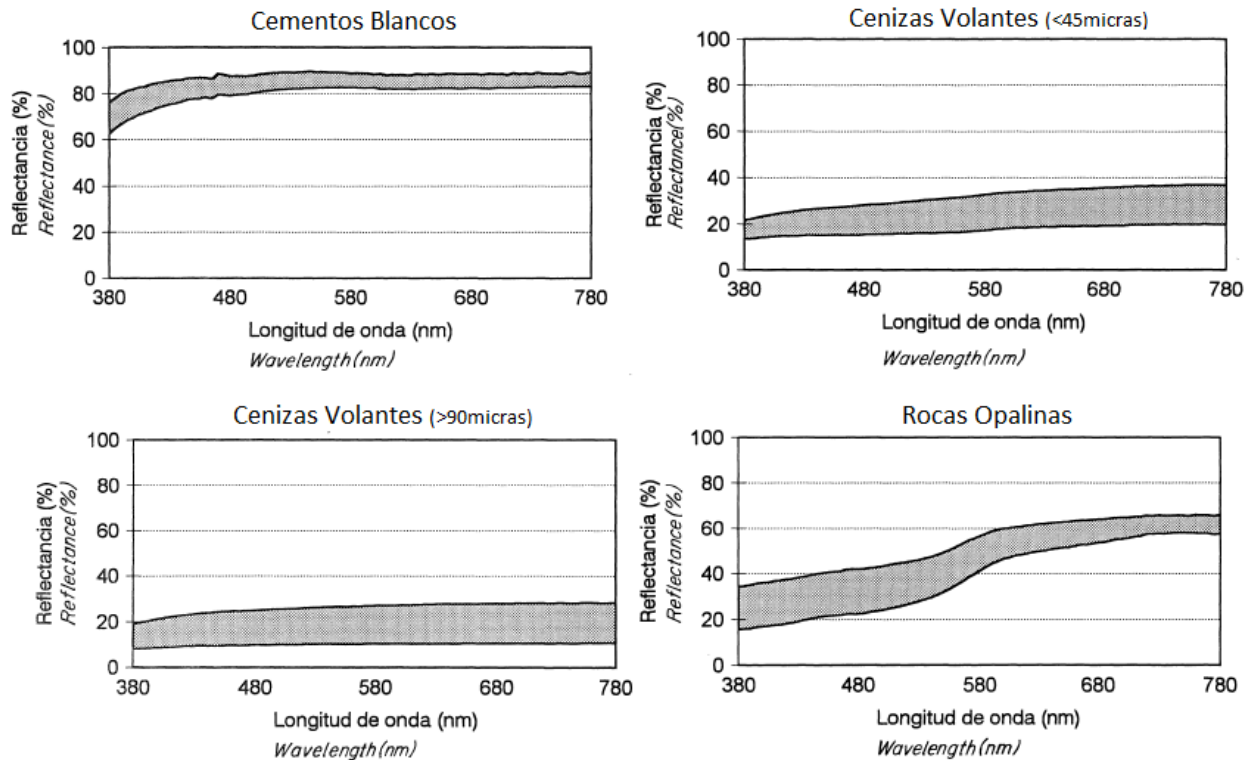 Cementos Blancos
Reflectancia (%)
Reflectance (%)
100
80
60
40
20
0
380 480 580 680 780
Longitud de onda (nm)
Wavelength(nm)
Cenizas Volantes (<45micras)
Reflectancia (%)
Reflectance(%)
100
80
60
40
20
0
380 480 580 680 780
Longitud de onda (nm)
Wavelength(nm)
Cenizas Volantes (>90micras)
Reflectancia (%)
Reflectance(%)
100
80
60
40
20
0
380 480 580 680 780
Longitud de onda (nm)
Wavelength(nm)
Rocas Opalinas
Reflectancia (%)
Reflectance(%)
100
80
60
40
20
0
380 480 580 680 780
Longitud de onda (nm)
Wavelength(nm)